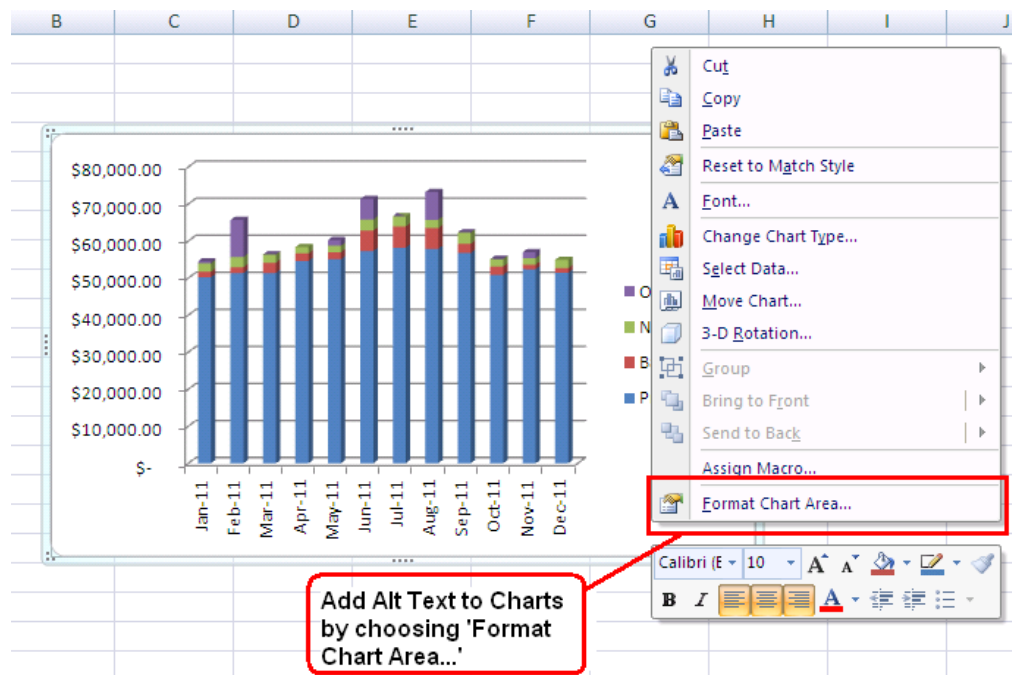 B C D E F G H I J
Cut
Copy
Paste
Reset to Match Style
Font...
Change Chart Type...
Select Data...
Move Chart...
3-D Rotation...
Group
Bring to Front
Send to Back
Assign Macro...
Format Chart Area...
$80,000.00
$70,000.00
$60,000.00
$50,000.00
$40,000.00
$30,000.00
$20,000.00
$10,000.00
$-
Jan-11
Feb-11
Mar-11
Apr-11
May-11
Jun-11
Jul-11
Aug-11
Sep-11
Oct-11
Nov-11
Dec-11
O
N
B
P
Calibri (E 10 A A
B I A
Add Alt Text to Charts
by choosing 'Format
Chart Area...'